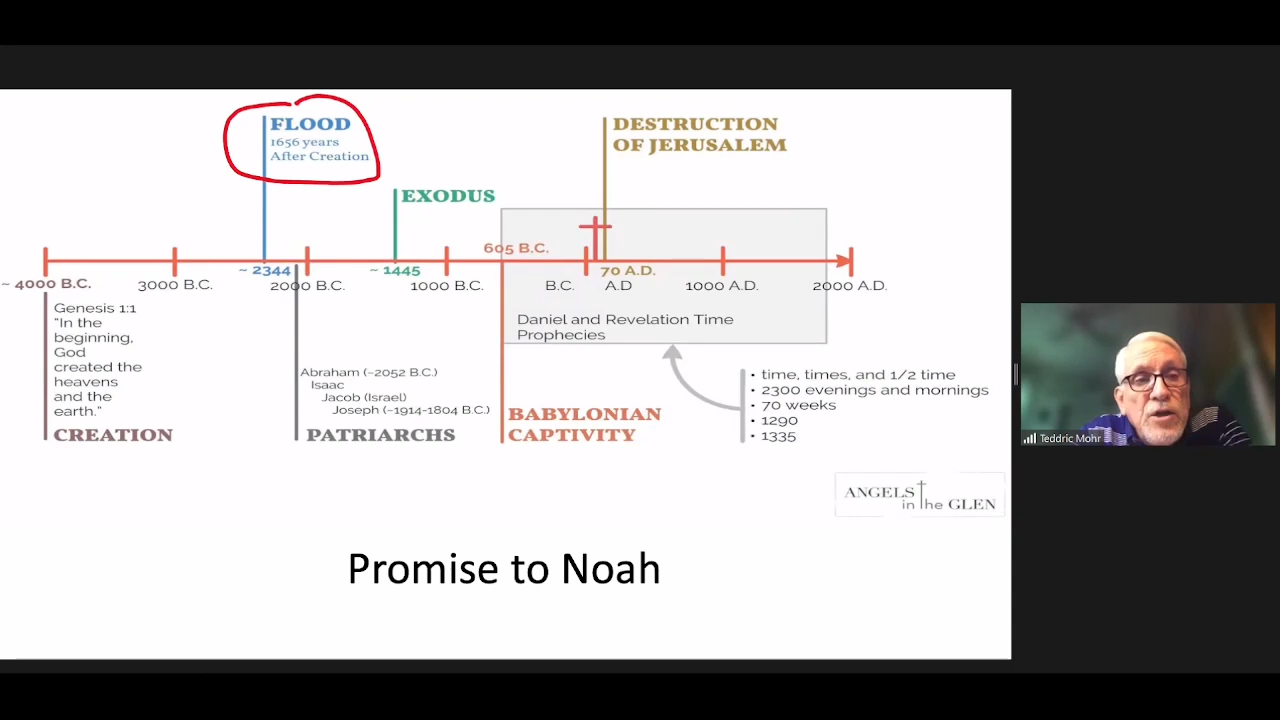 FLOOD
1656 years
After Creation
DESTRUCTION
OF JERUSALEM
EXODUS
605 B.C.
~ 2344
~ 1445
70 A.D.
~ 4000 B.C.
3000 B.C.
2000 B.C.
1000 B.C.
B.C.
A.D
1000 A.D.
2000 A.D.
Genesis 1:1
"In the
beginning,
God
created the
heavens
and the
earth."
CREATION
Abraham (~2052 B.C.)
Isaac
Jacob (Israel)
Joseph (~1914-1804 B.C.)
PATRIARCHS
BABYLONIAN
CAPTIVITY
Daniel and Revelation Time
Prophecies
• time, times, and 1/2 time
• 2300 evenings and mornings
• 70 weeks
• 1290
• 1335
ANGELS
in the GLEN
Promise to Noah
Teddric Mohr